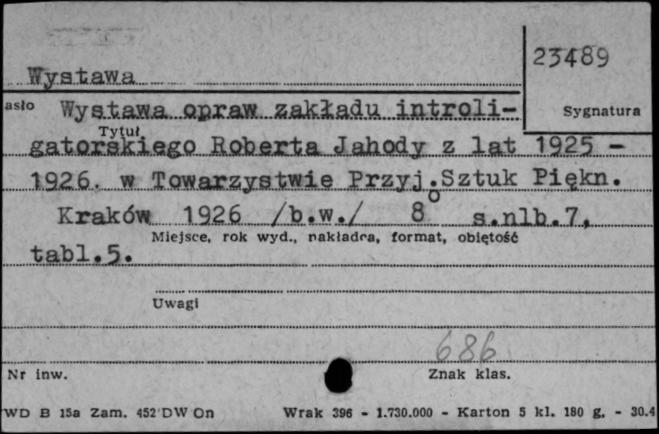 23489
Wystawa
asło Wystawa opraw zakładu introli-
Sygnatura
Tytuł
gatorskiego Roberta Jahody z lat 1925 -
1926. w Towarzystwie Przyj.Sztuk Piękn.
Kraków 1926 /b.w./ 8° s.nlb.7,
Miejsce, rok wyd., nakładca, format, objętość
tabl.5.
Uwagi
686
Nr inw.
Znak klas.
WD B 15a Zam. 452 DW On Wrak 396 - 1.730.000 - Karton 5 kl. 180 g. - 30.4